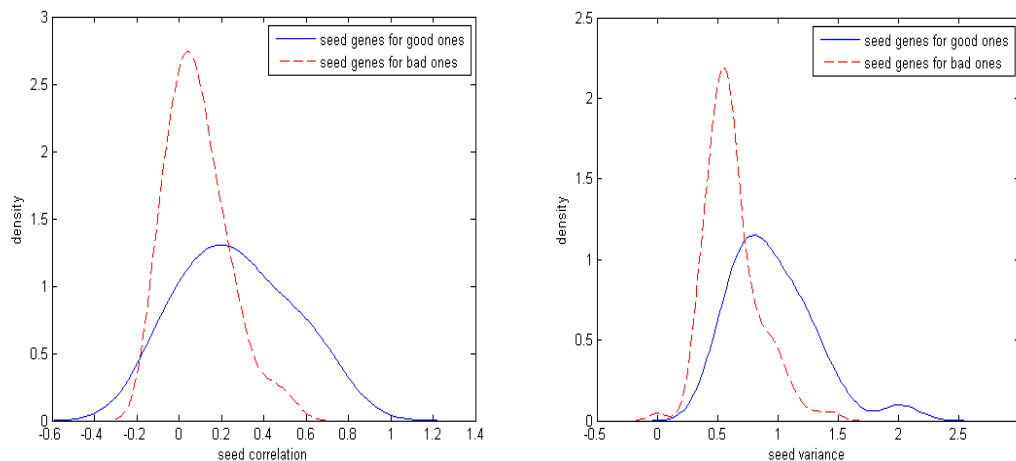 3
2.5
2
1.5
1
0.5
0
-0.6 -0.4 -0.2 0 0.2 0.4 0.6 0.8 1 1.2 1.4
density
seed correlation
seed genes for good ones
seed genes for bad ones
2.5
2
1.5
1
0.5
0
-0.5 0 0.5 1 1.5 2 2.5
density
seed variance
seed genes for good ones
seed genes for bad ones